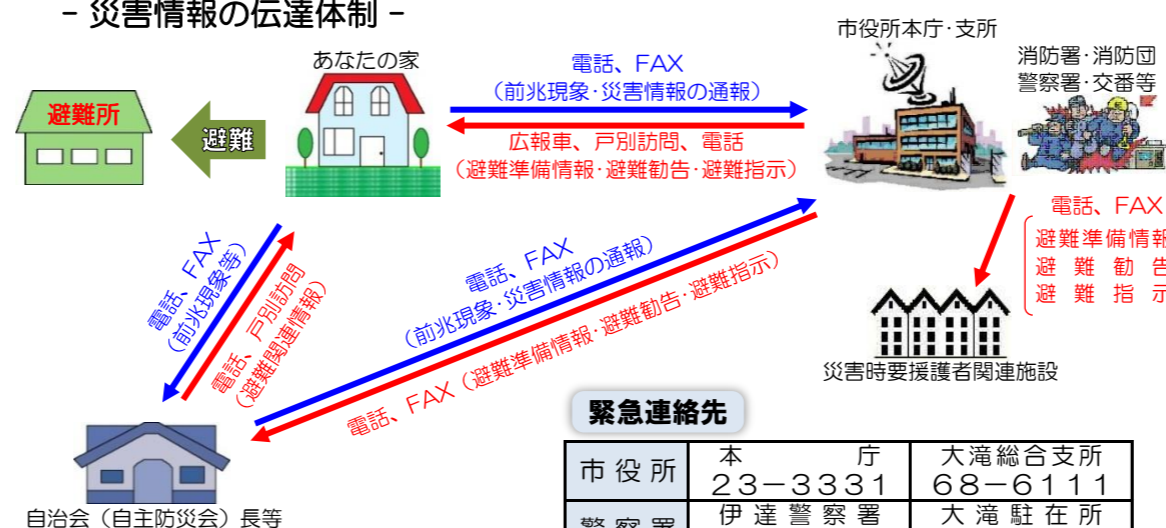 - 災害情報の伝達体制 -
市役所本庁・支所
あなたの家
消防署・消防団
警察署・交番等
避難所
避難
電話、FAX
(前兆現象・災害情報の通報)
広報車、戸別訪問、電話
(避難準備情報・避難勧告・避難指示)
電話、FAX
避難準備情報
避難勧告
避難指示
電話、FAX
(前兆現象等)
電話、戸別訪問
(避難関連情報)
電話、FAX
(前兆現象・災害情報の通報)
電話、FAX(避難準備情報・避難勧告・避難指示)
災害時要援護者関連施設
自治会(自主防災会)長等
緊急連絡先
市役所 本庁 大滝総合支所
23-3331 68-6111
警察署 伊達警察署 大滝駐在所